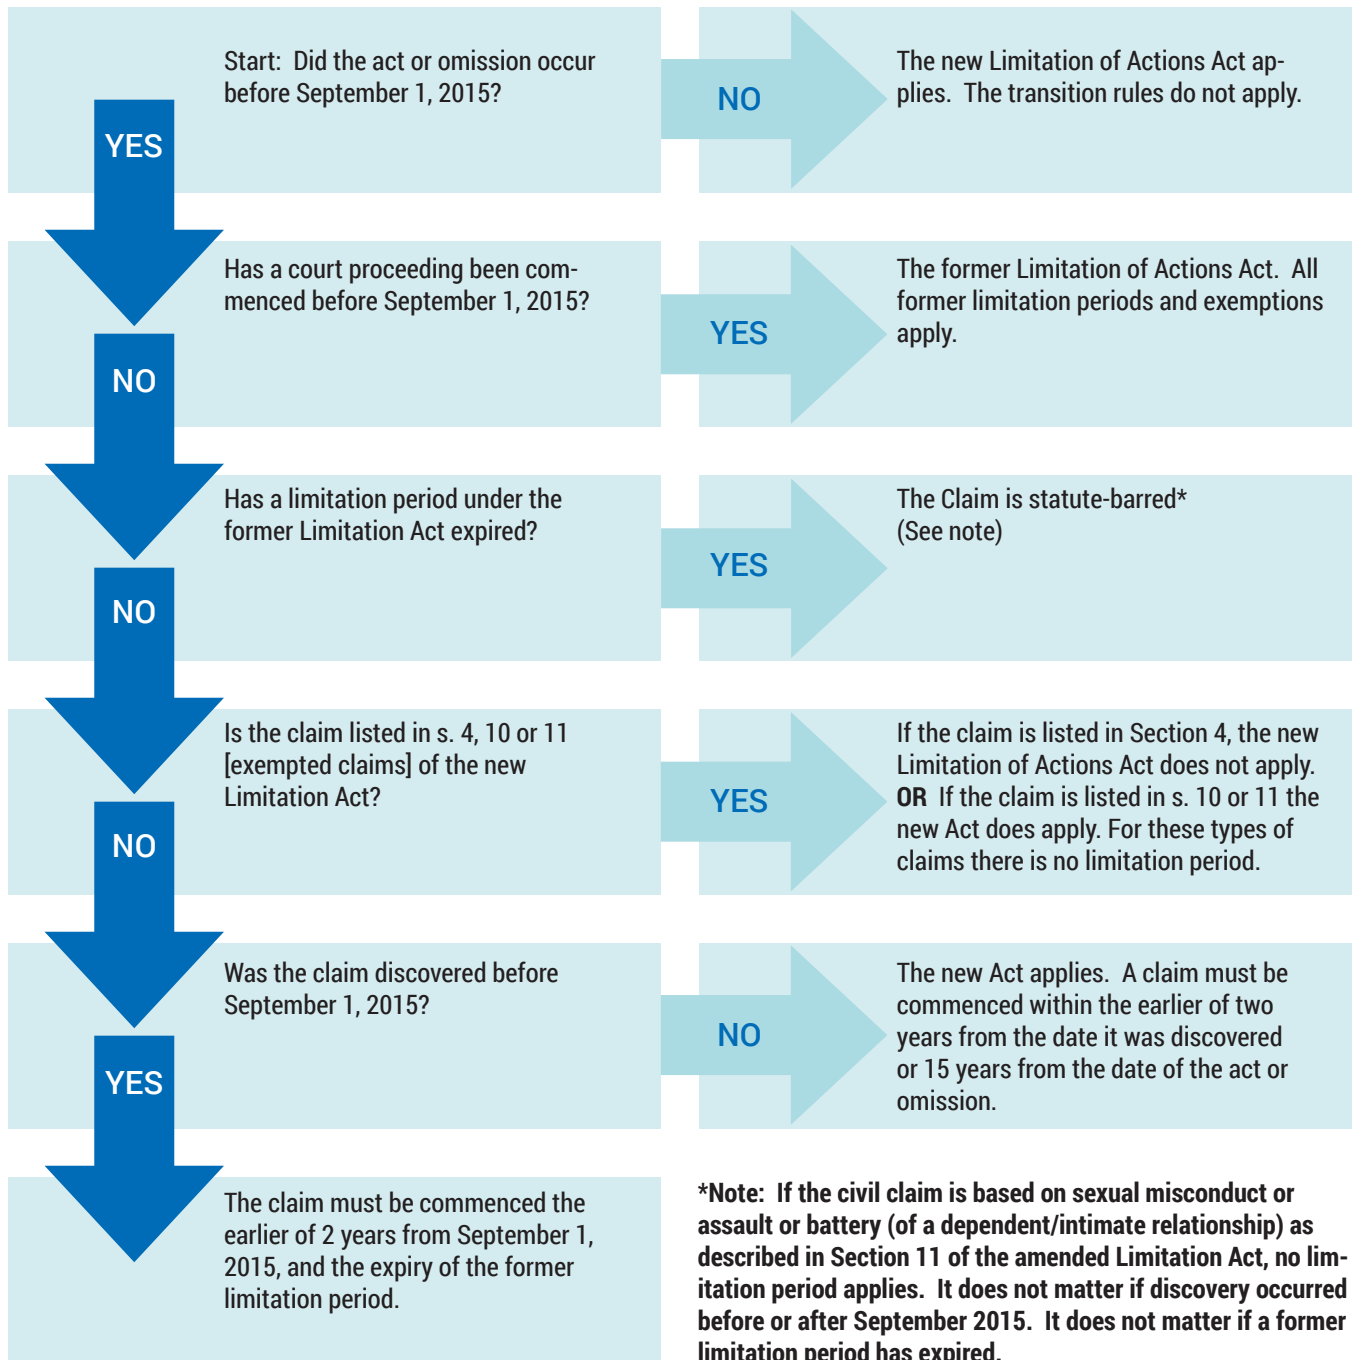 Start: Did the act or omission occur
before September 1, 2015?
NO
The new Limitation of Actions Act ap-
plies. The transition rules do not apply.
YES
Has a court proceeding been com-
menced before September 1, 2015?
YES
The former Limitation of Actions Act. All
former limitation periods and exemptions
apply.
NO
Has a limitation period under the
former Limitation Act expired?
YES
The Claim is statute-barred*
(See note)
NO
Is the claim listed in s. 4, 10 or 11
[exempted claims] of the new
Limitation Act?
YES
If the claim is listed in Section 4, the new
Limitation of Actions Act does not apply.
OR If the claim is listed in s. 10 or 11 the
new Act does apply. For these types of
claims there is no limitation period.
NO
Was the claim discovered before
September 1, 2015?
NO
The new Act applies. A claim must be
commenced within the earlier of two
years from the date it was discovered
or 15 years from the date of the act or
omission.
YES
The claim must be commenced the
earlier of 2 years from September 1,
2015, and the expiry of the former
limitation period.
*Note: If the civil claim is based on sexual misconduct or
assault or battery (of a dependent/intimate relationship) as
described in Section 11 of the amended Limitation Act, no lim-
itation period applies. It does not matter if discovery occurred
before or after September 2015. It does not matter if a former
limitation period has expired.